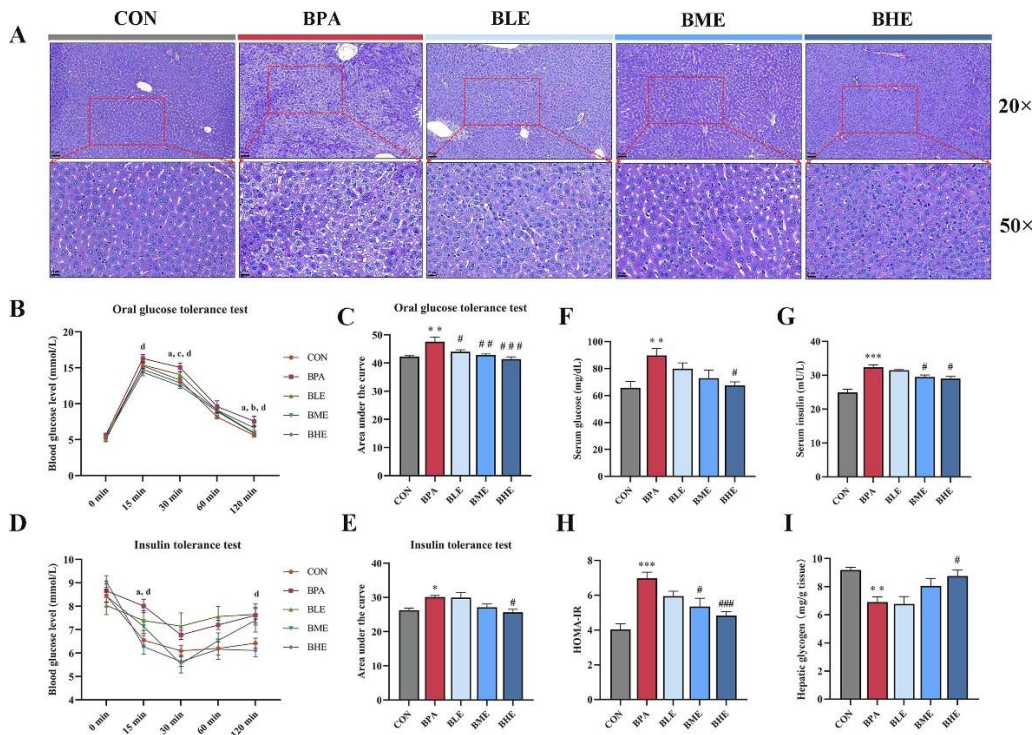 CON BPA BLE BME BHE
A
20×
50×
B
Oral glucose tolerance test
Blood glucose level (mmol/L)
20
15
10
5
0
d
a, c, d
a, b, d
CON
BPA
BLE
BME
BHE
0 min 15 min 30 min 60 min 120 min
C
Oral glucose tolerance test
Area under the curve
50
40
30
20
10
0
* * # # # # # #
CON BPA BLE BME BHE
F
Serum glucose (mg/dL)
100
80
60
40
20
0
* * #
CON BPA BLE BME BHE
G
Serum insulin (mU/L)
40
30
20
10
0
*** # #
CON BPA BLE BME BHE
D
Insulin tolerance test
Blood glucose level (mmol/L)
10
9
8
7
6
5
4
a, d
d
CON
BPA
BLE
BME
BHE
0 min 15 min 30 min 60 min 120 min
E
Insulin tolerance test
Area under the curve
40
30
20
10
0
* #
CON BPA BLE BME BHE
H
HOMA-IR
8
6
4
2
0
*** # ###
CON BPA BLE BME BHE
I
Hepatic glycogen (mg/g tissue)
10
8
6
4
2
0
* * #
CON BPA BLE BME BHE